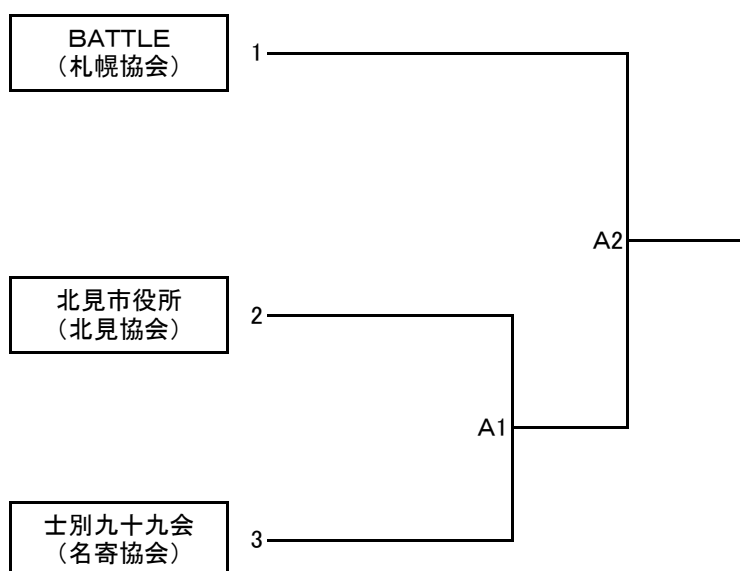 BATTLE
（札幌協会）
1
A2
北見市役所
（北見協会）
2
A1
士別九十九会
（名寄協会）
3